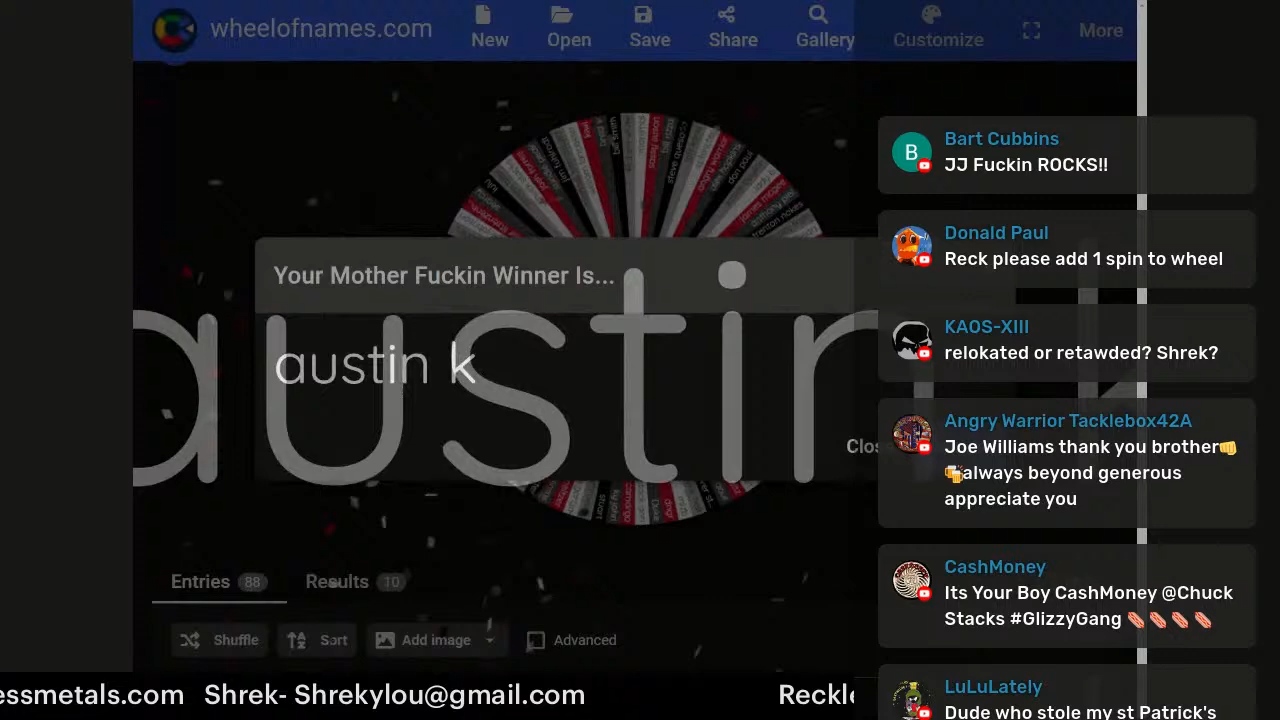 wheelofnames.com
New
Open
Save
Share
Gallery
Customize
More
Your Mother Fuckin Winner Is...
austin k
austin k
Entries 88
Results 10
Shuffle
Sort
Add image
Advanced
B
Bart Cubbins
JJ Fuckin ROCKS!!
Donald Paul
Reck please add 1 spin to wheel
KAOS-XIII
relokated or retawded? Shrek?
Angry Warrior Tacklebox42A
Joe Williams thank you brother👊
🍻always beyond generous
appreciate you
CashMoney
Its Your Boy CashMoney @Chuck
Stacks #GlizzyGang 🌭🌭🌭🌭
LuLuLately
Dude who stole my st Patrick's
essmetals.com Shrek- Shrekylou@gmail.com Reckle